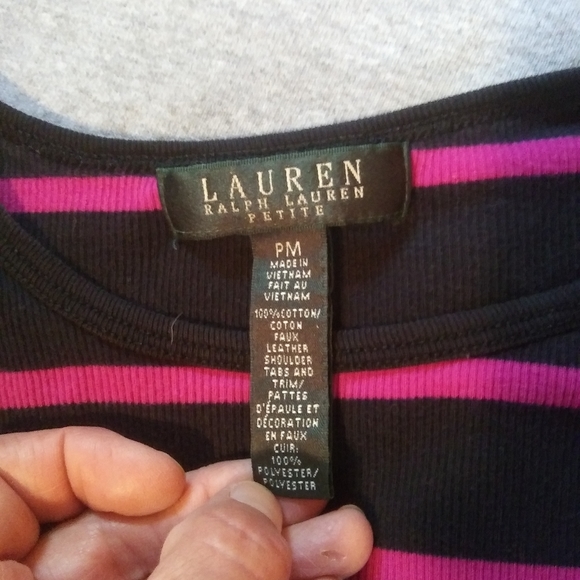 LAUREN
RALPH LAUREN
PETITE
PM
MADE IN
VIETNAM
FAIT AU
VIETNAM
100%COTTON/
COTON
FAUX
LEATHER
SHOULDER
TABS AND
TRIM/
PATTES
D'ÉPAULE ET
DÉCORATION
EN FAUX
CUIR:
100%
POLYESTER/
POLYESTER